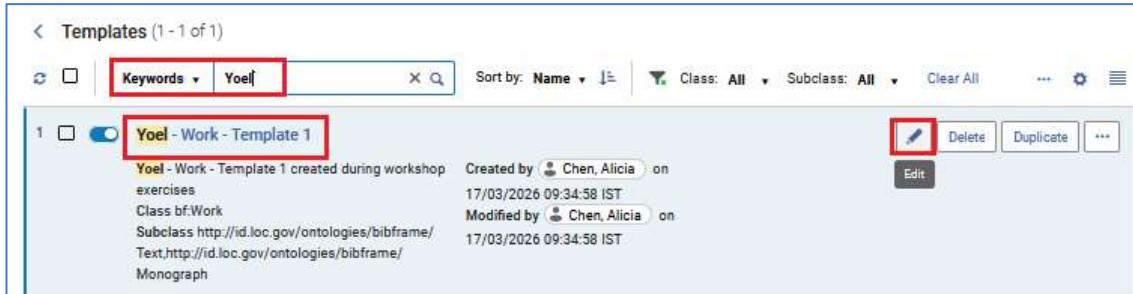 Templates (1 - 1 of 1)
Keywords Yoel Sort by: Name Class: All Subclass: All Clear All
1 Yoel - Work - Template 1 Delete Duplicate
Edit
Yoel - Work - Template 1 created during workshop
exercises
Class bf:Work
Subclass http://id.loc.gov/ontologies/bibframe/
Text,http://id.loc.gov/ontologies/bibframe/
Monograph
Created by Chen, Alicia on
17/03/2026 09:34:58 IST
Modified by Chen, Alicia on
17/03/2026 09:34:58 IST